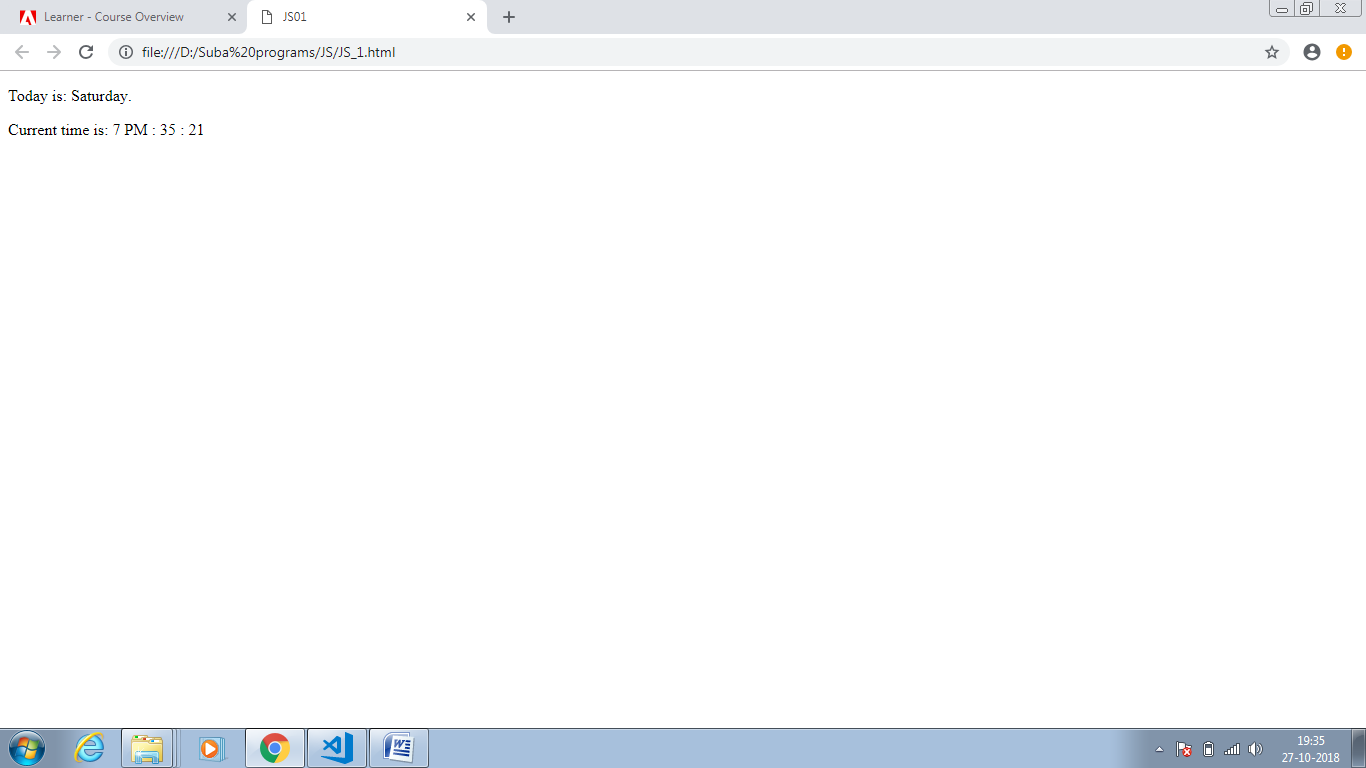 Learner - Course Overview
JS01
file:///D:/Suba%20programs/JS/JS_1.html
Today is: Saturday.
Current time is: 7 PM : 35 : 21
19:35
27-10-2018